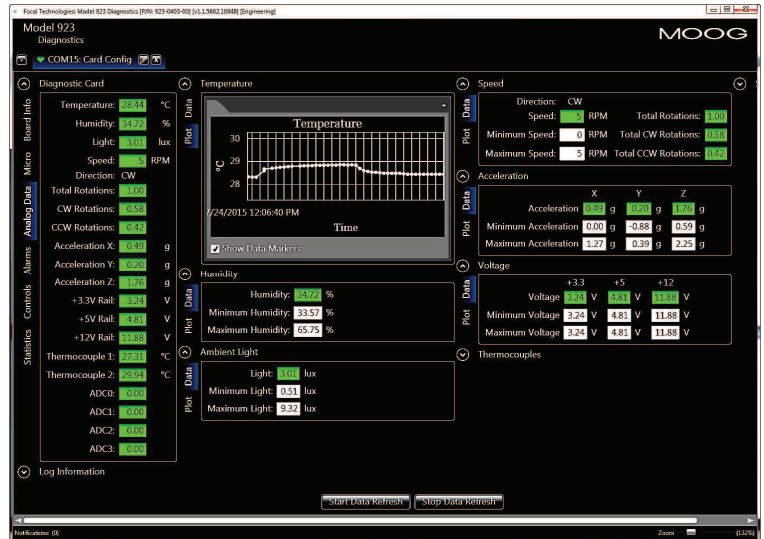 Focal Technologies: Model 923 Diagnostics [P/N: 923-0403-00] [v1.1.5682.18848] [Engineering]
Model 923
Diagnostics
MOOG
COM15: Card Config
Board Info
Micro
Analog Data
Alarms
Controls
Statistics
Diagnostic Card
Temperature: 28.44 °C
Humidity: 34.72 %
Light: 3.01 lux
Speed: 5 RPM
Direction: CW
Total Rotations: 1.00
CW Rotations: 0.58
CCW Rotations: 0.42
Acceleration X: 0.49 g
Acceleration Y: 0.20 g
Acceleration Z: 1.76 g
+3.3V Rail: 3.24 V
+5V Rail: 4.81 V
+12V Rail: 11.88 V
Thermocouple 1: 27.31 °C
Thermocouple 2: 29.94 °C
ADC0: 0.00
ADC1: 0.00
ADC2: 0.00
ADC3: 0.00
Log Information
Temperature
Data
Plot
Temperature
°C
30
29
28
7/24/2015 12:06:40 PM
Time
Show Data Markers
Humidity
Data
Plot
Humidity: 34.72 %
Minimum Humidity: 33.57 %
Maximum Humidity: 65.75 %
Ambient Light
Data
Plot
Light: 3.01 lux
Minimum Light: 0.51 lux
Maximum Light: 9.32 lux
Speed
Data
Plot
Direction: CW
Speed: 5 RPM Total Rotations: 1.00
Minimum Speed: 0 RPM Total CW Rotations: 0.58
Maximum Speed: 5 RPM Total CCW Rotations: 0.42
Acceleration
Data
Plot
X Y Z
Acceleration 0.49 g 0.20 g 1.76 g
Minimum Acceleration 0.00 g -0.88 g 0.59 g
Maximum Acceleration 1.27 g 0.39 g 2.25 g
Voltage
Data
Plot
+3.3 +5 +12
Voltage 3.24 V 4.81 V 11.88 V
Minimum Voltage 3.24 V 4.81 V 11.88 V
Maximum Voltage 3.24 V 4.81 V 11.88 V
Thermocouples
Start Data Refresh Stop Data Refresh
Notifications: (0)
Zoom (132%)